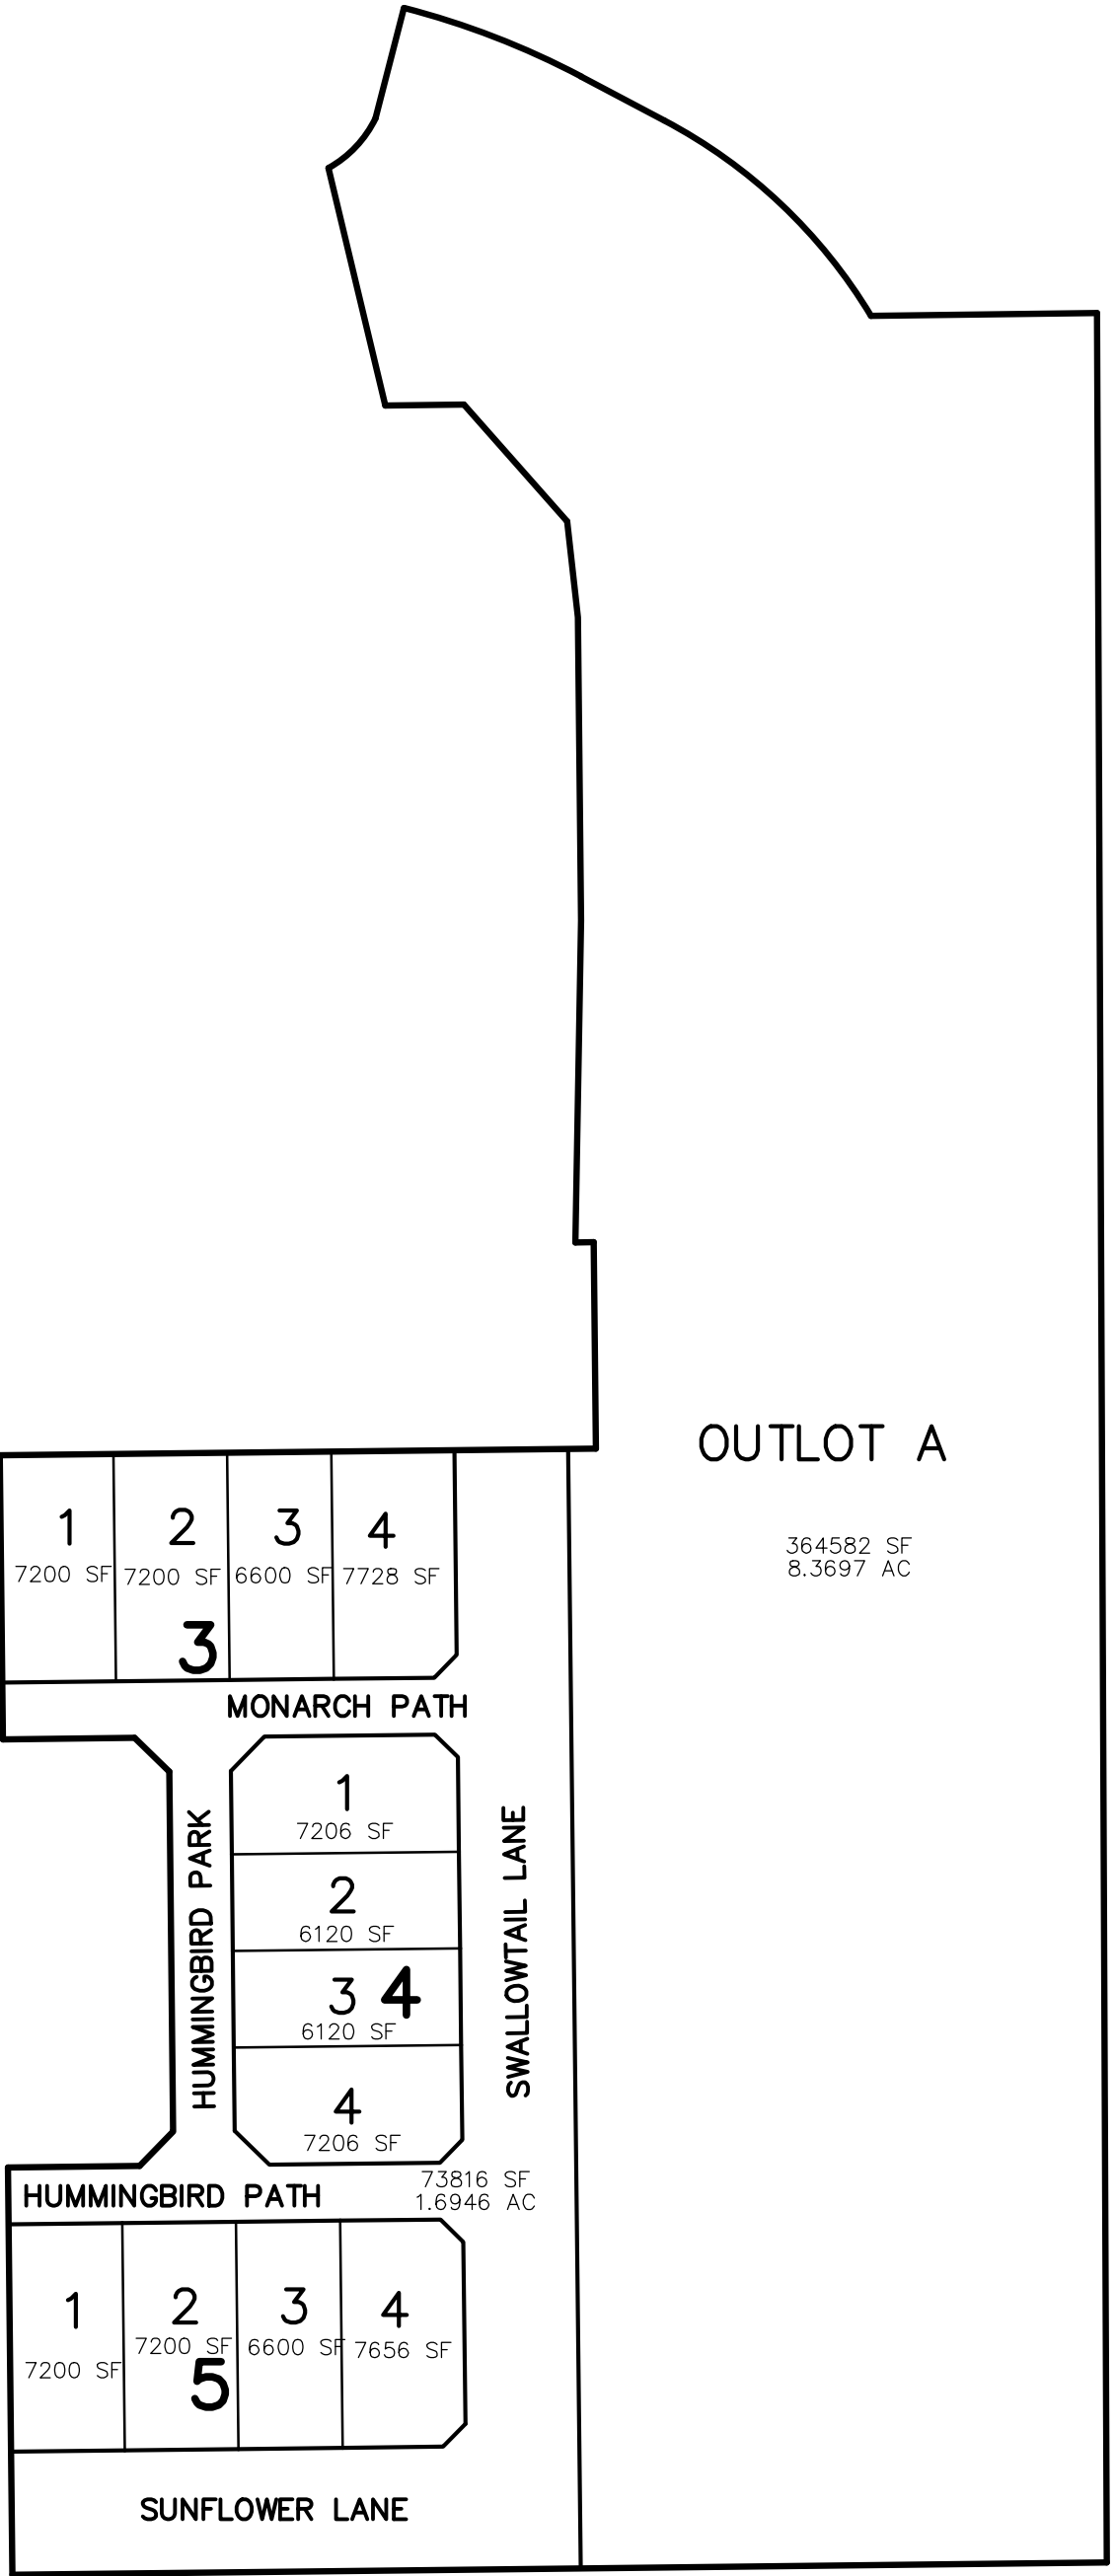 OUTLOT A
364582 SF
8.3697 AC
1
7200 SF
2
7200 SF
3
6600 SF
4
7728 SF
3
MONARCH PATH
1
7206 SF
2
6120 SF
3
6120 SF
4
4
7206 SF
HUMMINGBIRD PARK
SWALLOWTAIL LANE
73816 SF
1.6946 AC
HUMMINGBIRD PATH
1
7200 SF
2
7200 SF
3
6600 SF
4
7656 SF
5
SUNFLOWER LANE